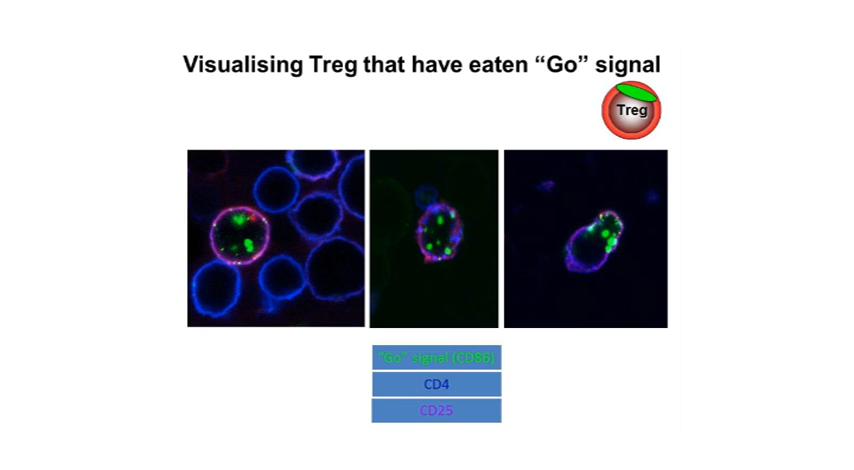 Visualising Treg that have eaten “Go” signal
Treg
“Go” signal (CD86)
CD4
CD25